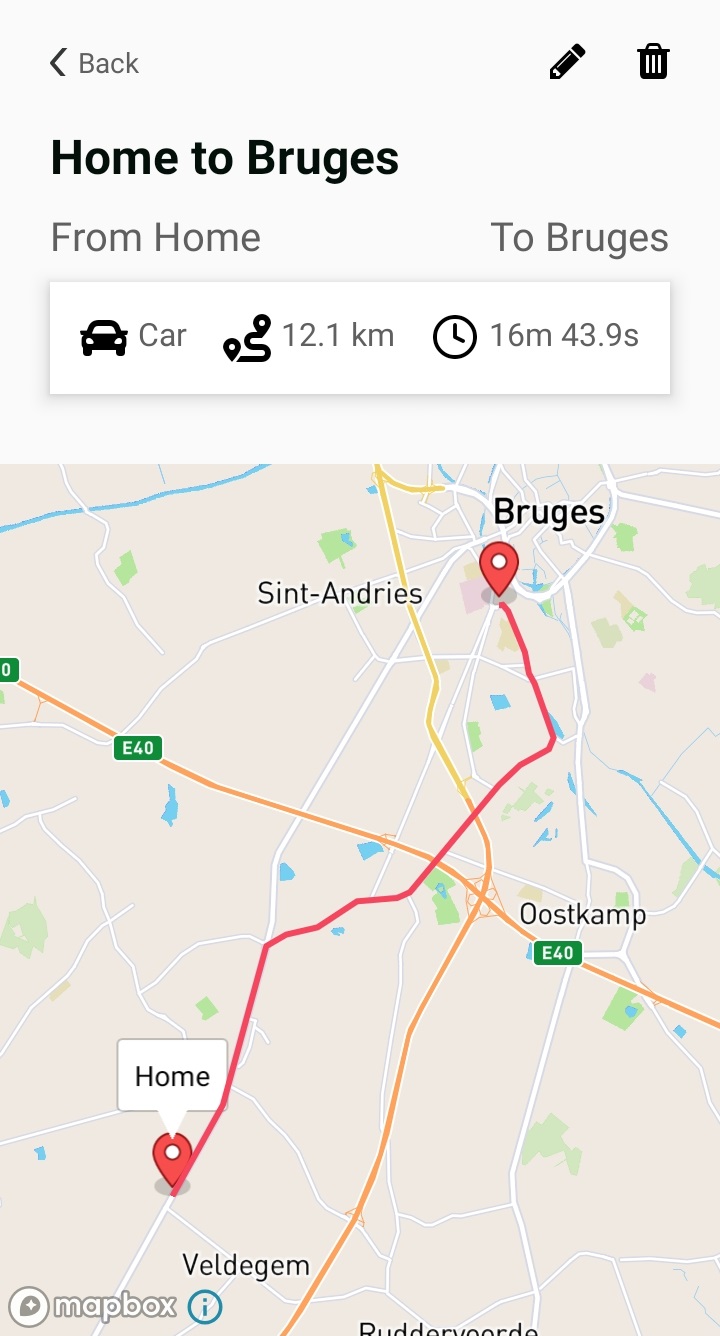 Back
Home to Bruges
From Home
To Bruges
Car
12.1 km
16m 43.9s
Bruges
Sint-Andries
0
E40
Oostkamp
E40
Home
Veldegem
mapbox
Ruddervoorde